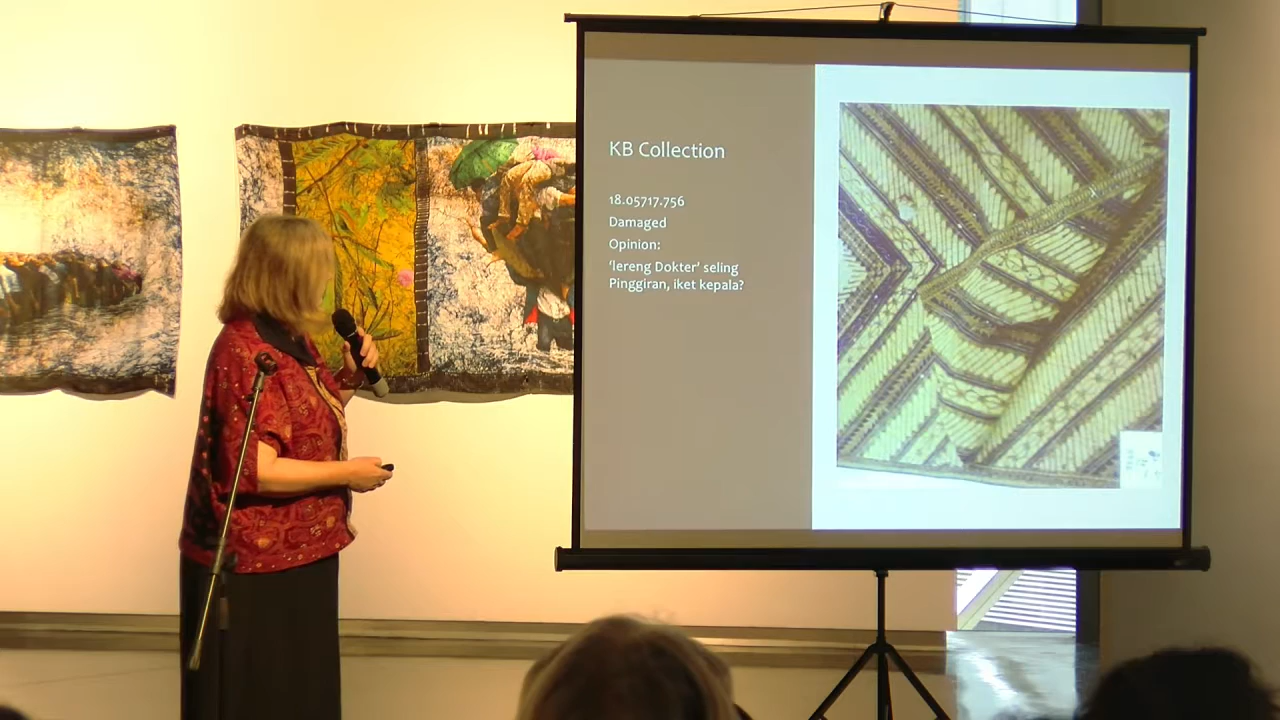 KB Collection
18.05717.756
Damaged
Opinion:
‘lereng Dokter’ seling
Pinggiran, iket kepala?